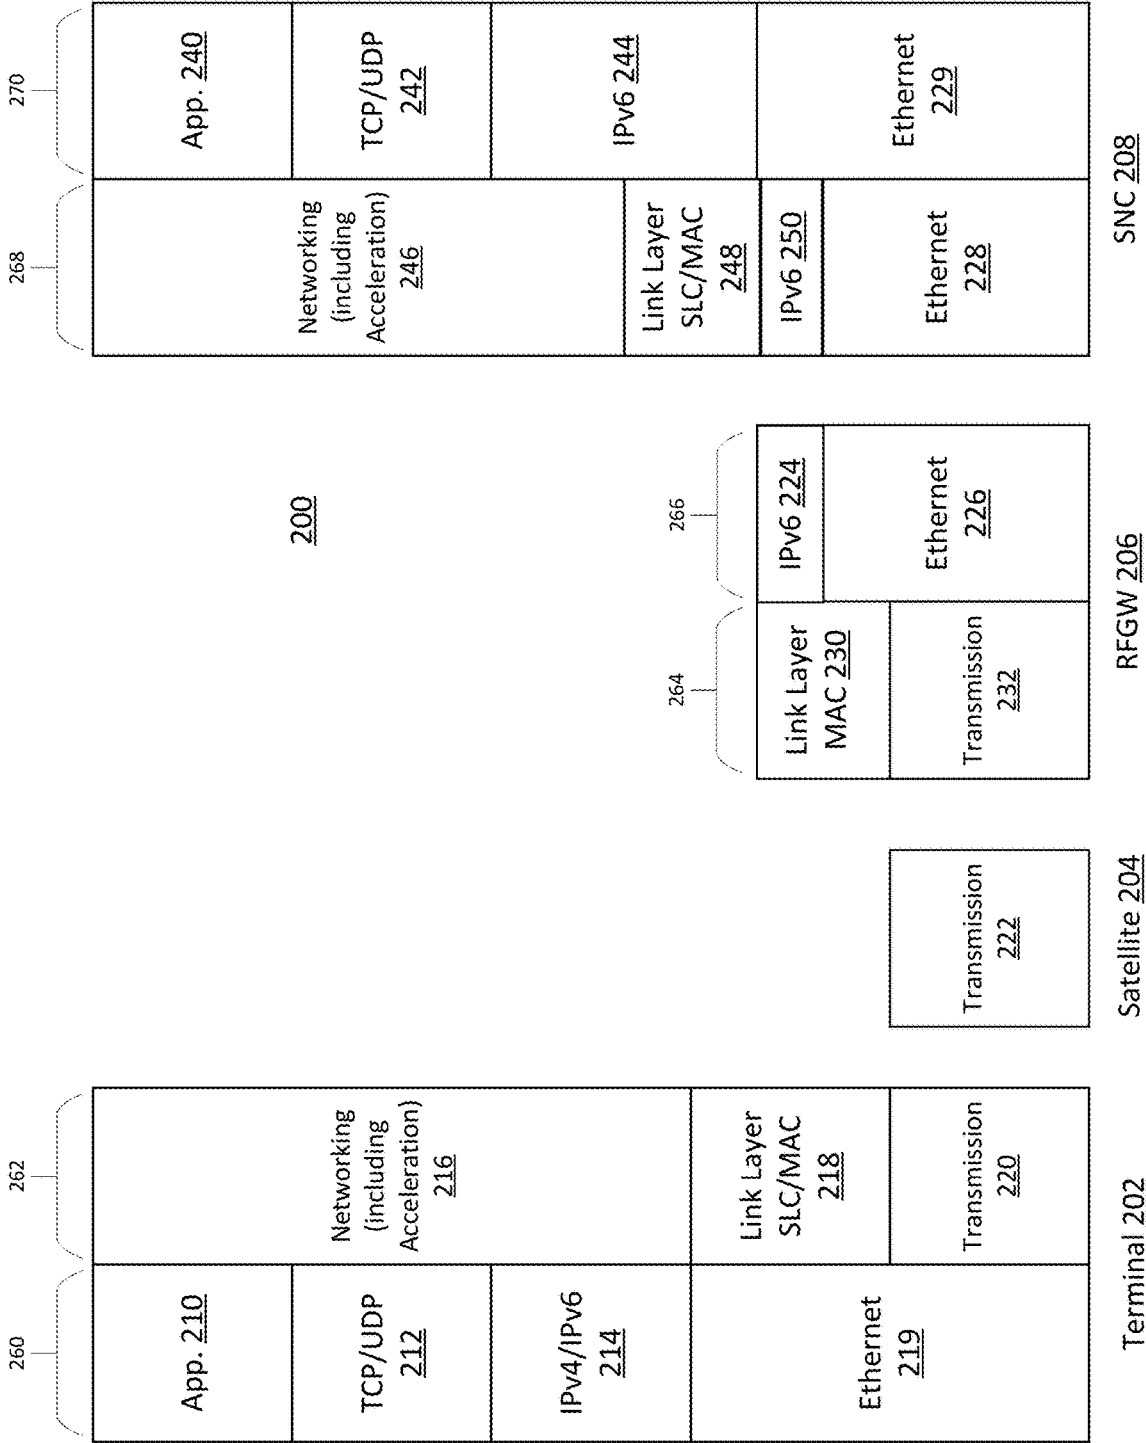 260
262
App. 210
TCP/UDP
212
IPv4/IPv6
214
Ethernet
219
Networking
(including
Acceleration)
216
Link Layer
SLC/MAC
218
Transmission
220
Terminal 202
Transmission
222
Satellite 204
200
264
266
Link Layer
MAC 230
Transmission
232
IPv6 224
Ethernet
226
RFGW 206
268
270
Networking
(including
Acceleration)
246
Link Layer
SLC/MAC
248
IPv6 250
Ethernet
228
App. 240
TCP/UDP
242
IPv6 244
Ethernet
229
SNC 208